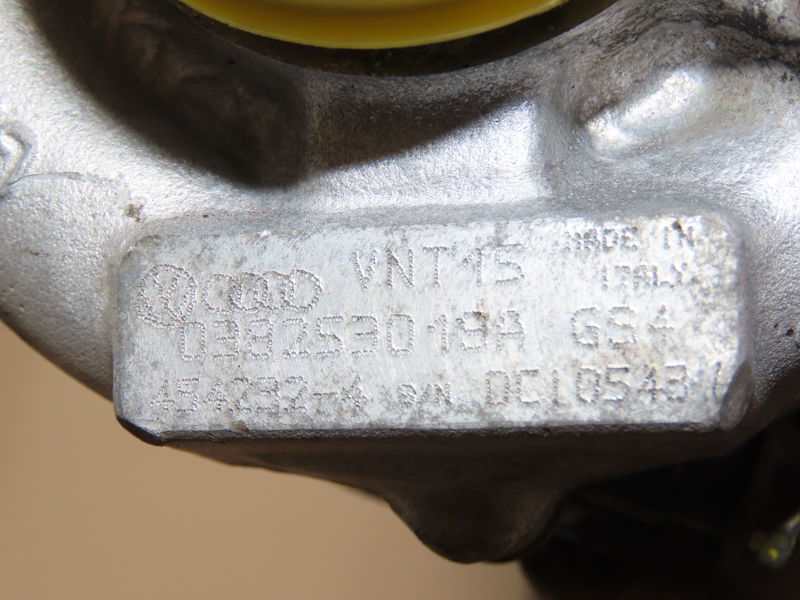 VNT15 MADE IN
ITALY
038253019A GS4
454232-4 S/N DC10543